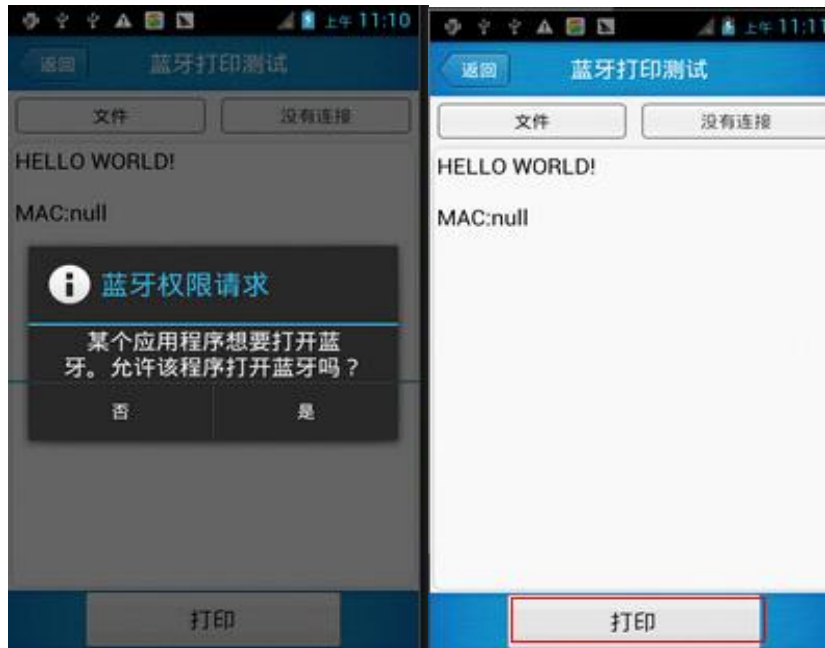 上午 11:10
返回 蓝牙打印测试
文件 没有连接
HELLO WORLD!
MAC:null
蓝牙权限请求
某个应用程序想要打开蓝
牙。允许该程序打开蓝牙吗？
否 是
打印
上午 11:11
返回 蓝牙打印测试
文件 没有连接
HELLO WORLD!
MAC:null
打印